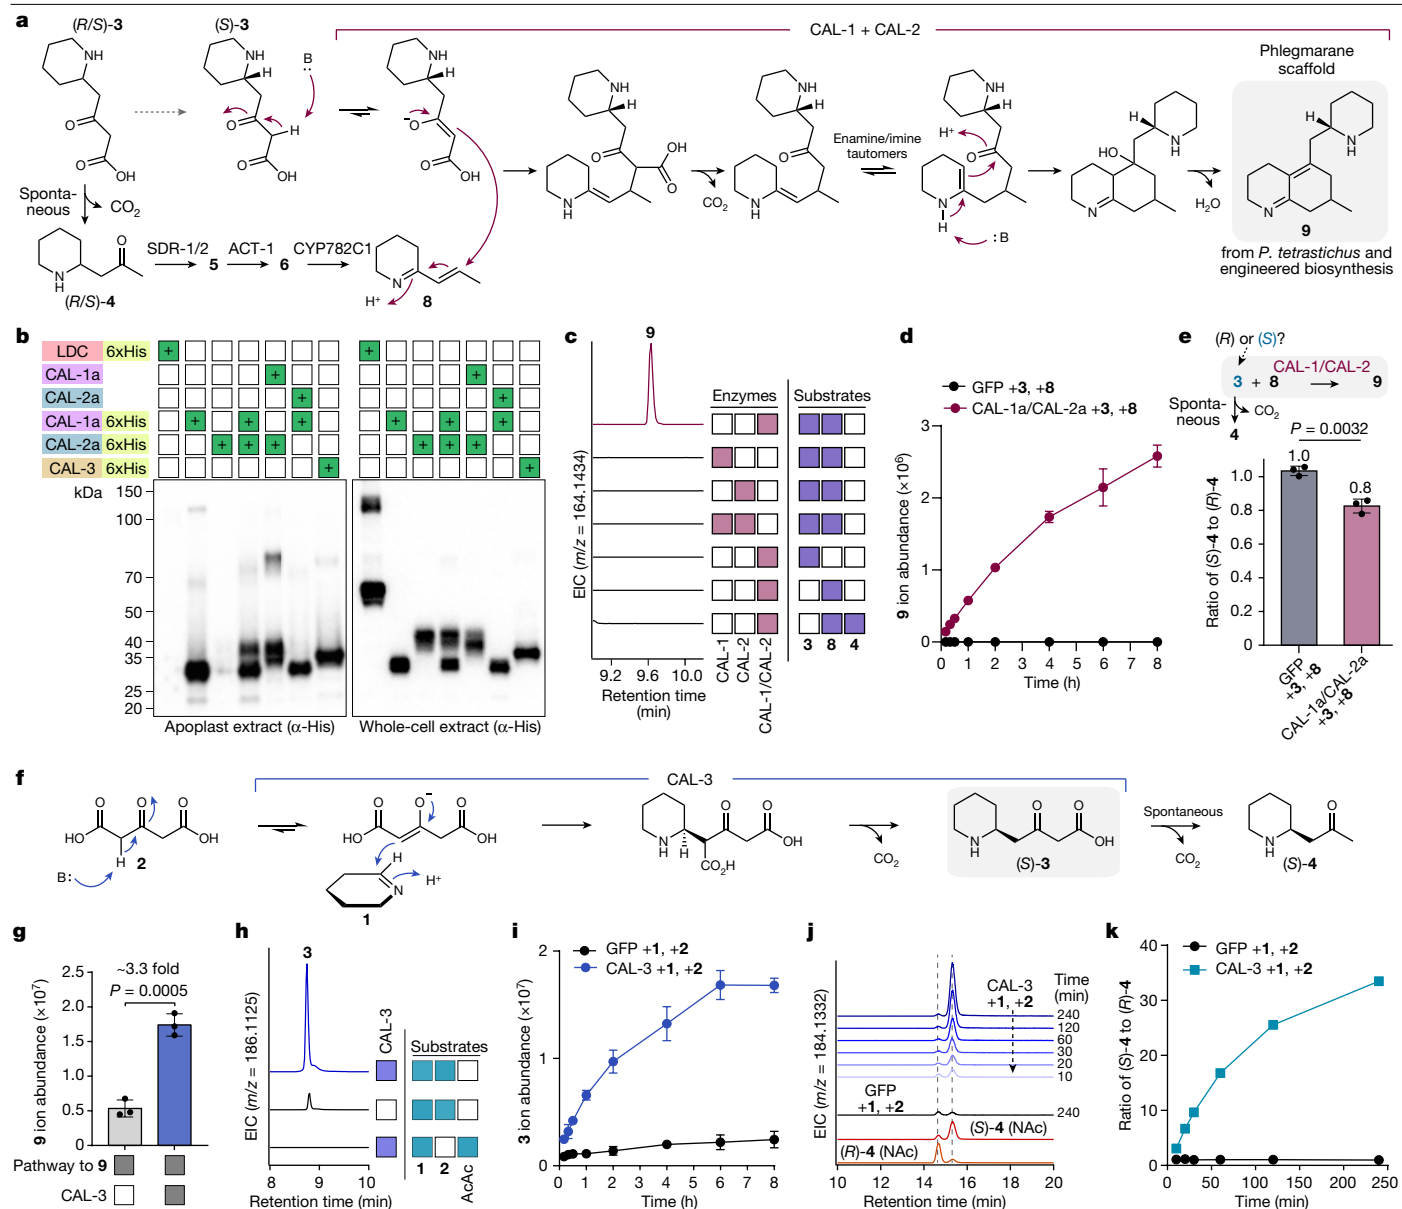 a
(R/S)-3
(S)-3
CAL-1 + CAL-2
NH
O
O
OH
NH
H
B
:
O
H
O
OH
NH
H
⁻O
O
OH
NH
H
O
OH
O
N
H
CO2
NH
H
O
N
H
Enamine/imine
tautomers
NH
H
H+
O
N
H
:B
H
N
H
HO
N
H2O
Phlegmarane
scaffold
H
N
H
N
9
from P. tetrastichus and
engineered biosynthesis
Sponta-
neous
CO2
N
H
O
(R/S)-4
SDR-1/2
5
ACT-1
6
CYP782C1
N
H+
8
b
LDC 6xHis + +
CAL-1a + +
CAL-2a + +
CAL-1a 6xHis + + + + + +
CAL-2a 6xHis + + + + + +
CAL-3 6xHis + +
kDa
150
100
70
50
40
35
25
20
Apoplast extract (α-His)
Whole-cell extract (α-His)
c
9
EIC (m/z = 164.1434)
9.2 9.6 10.0
Retention time
(min)
Enzymes
Substrates
CAL-1
CAL-2
CAL-1/CAL-2
3 8 4
d
GFP +3, +8
CAL-1a/CAL-2a +3, +8
9 ion abundance (×10⁶)
3
2
1
0
0 1 2 3 4 5 6 7 8
Time (h)
e
(R) or (S)?
CAL-1/CAL-2
3 + 8 9
Sponta-
neous
CO2
4
P = 0.0032
1.0
0.8
Ratio of (S)-4 to (R)-4
1.0
0.8
0.6
0.4
0.2
0
GFP
+3, +8
CAL-1a/CAL-2a
+3, +8
f
CAL-3
O
O
O
HO
OH
H
2
B:
O
O⁻
O
HO
OH
H
N
H+
1
O
O
NH
H
OH
CO2H
CO2
O
O
N
H
OH
(S)-3
Spontaneous
CO2
O
N
H
(S)-4
g
~3.3 fold
P = 0.0005
9 ion abundance (×10⁷)
2.5
2.0
1.5
1.0
0.5
0
Pathway to 9
CAL-3
h
3
EIC (m/z = 186.1125)
8 9 10
Retention time (min)
CAL-3
Substrates
1 2 AcAc
i
GFP +1, +2
CAL-3 +1, +2
3 ion abundance (×10⁷)
2
1
0
0 2 4 6 8
Time (h)
j
EIC (m/z = 184.1332)
CAL-3
+1, +2
Time
(min)
240
120
60
30
20
10
GFP
+1, +2
240
(S)-4 (NAc)
(R)-4 (NAc)
10 12 14 16 18 20
Retention time (min)
k
GFP +1, +2
CAL-3 +1, +2
Ratio of (S)-4 to (R)-4
40
30
20
10
0
0 50 100 150 200 250
Time (min)